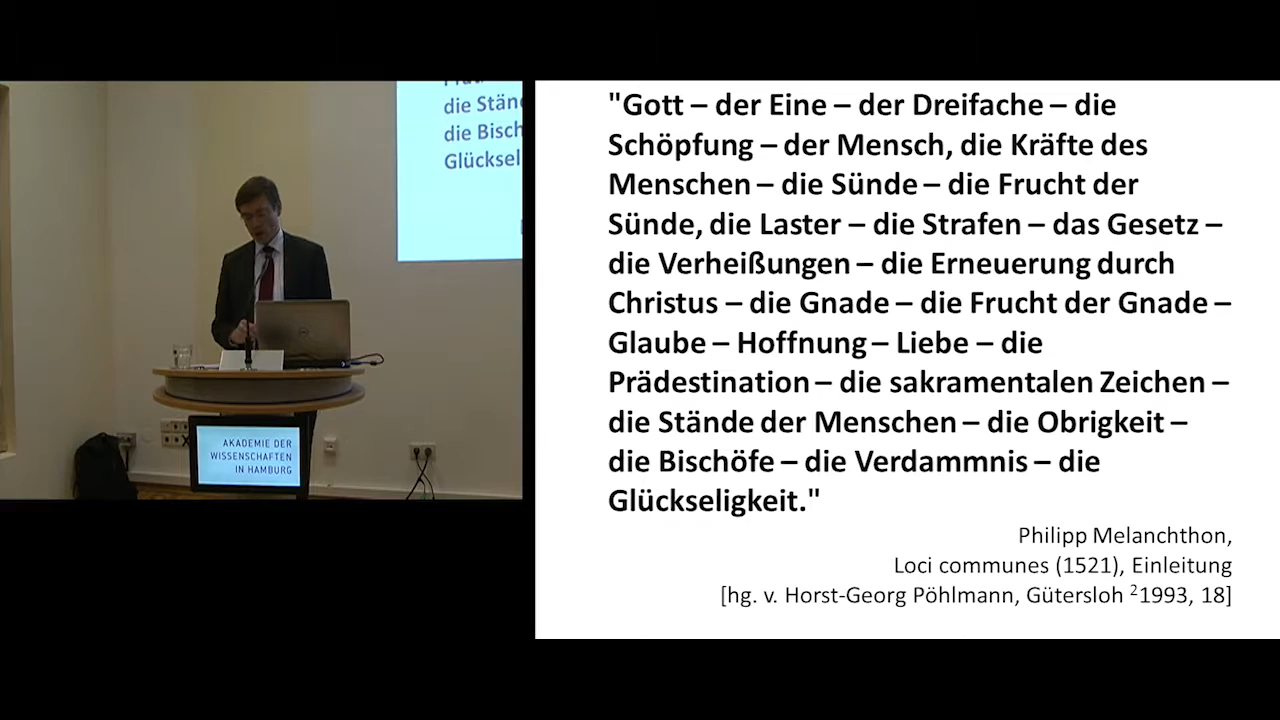 die Stän
die Bisch
Glücksel
AKADEMIE DER
WISSENSCHAFTEN
IN HAMBURG
"Gott – der Eine – der Dreifache – die
Schöpfung – der Mensch, die Kräfte des
Menschen – die Sünde – die Frucht der
Sünde, die Laster – die Strafen – das Gesetz –
die Verheißungen – die Erneuerung durch
Christus – die Gnade – die Frucht der Gnade –
Glaube – Hoffnung – Liebe – die
Prädestination – die sakramentalen Zeichen –
die Stände der Menschen – die Obrigkeit –
die Bischöfe – die Verdammnis – die
Glückseligkeit."
Philipp Melanchthon,
Loci communes (1521), Einleitung
[hg. v. Horst-Georg Pöhlmann, Gütersloh ²1993, 18]